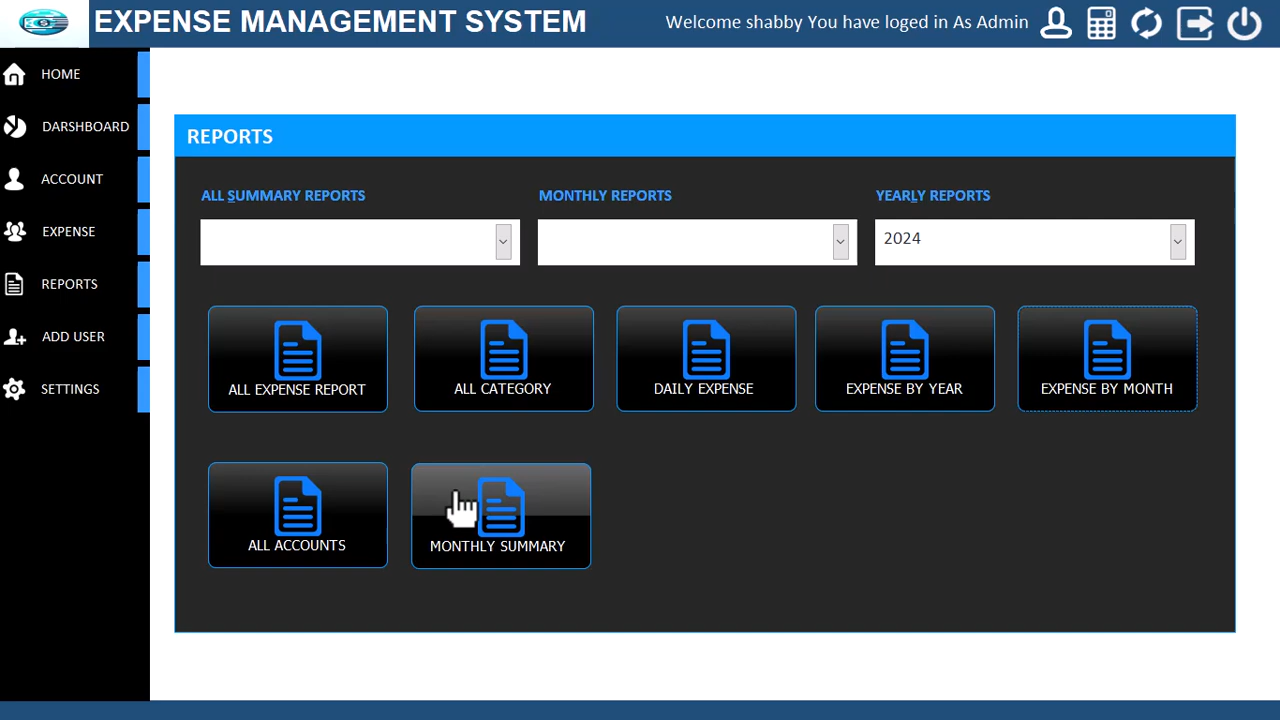 EXPENSE MANAGEMENT SYSTEM
Welcome shabby You have loged in As Admin
HOME
DARSHBOARD
ACCOUNT
EXPENSE
REPORTS
ADD USER
SETTINGS
REPORTS
ALL SUMMARY REPORTS
MONTHLY REPORTS
YEARLY REPORTS
2024
ALL EXPENSE REPORT
ALL CATEGORY
DAILY EXPENSE
EXPENSE BY YEAR
EXPENSE BY MONTH
ALL ACCOUNTS
MONTHLY SUMMARY